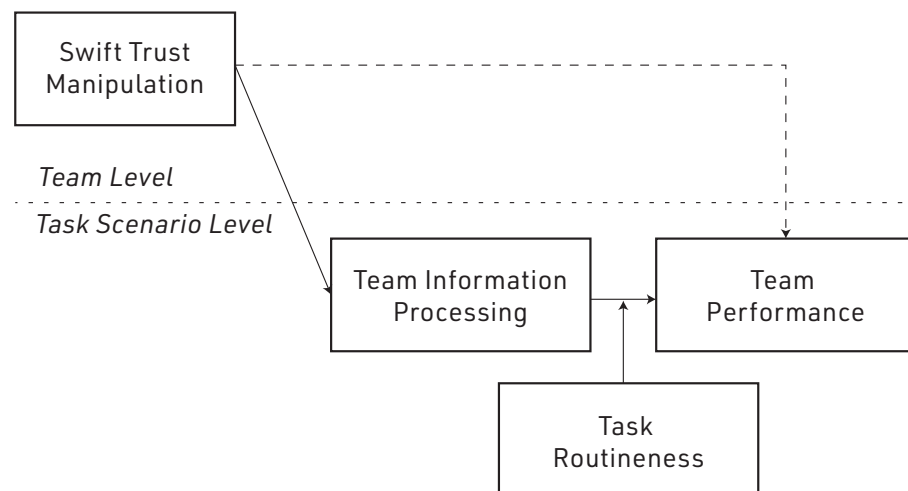 Swift Trust
Manipulation
Team Level
Task Scenario Level
Team Information
Processing
Team
Performance
Task
Routineness